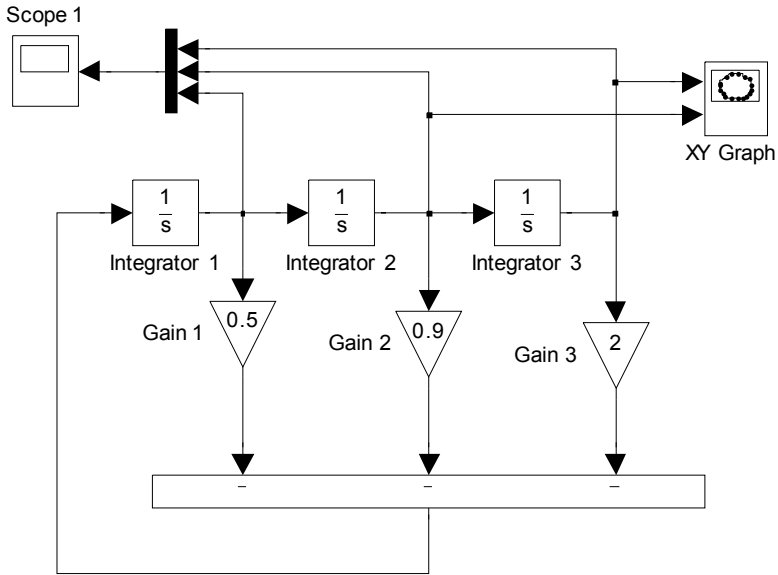 Scope 1
XY Graph
1
s
1
s
1
s
Integrator 1
Integrator 2
Integrator 3
0.5
0.9
2
Gain 1
Gain 2
Gain 3
– – –